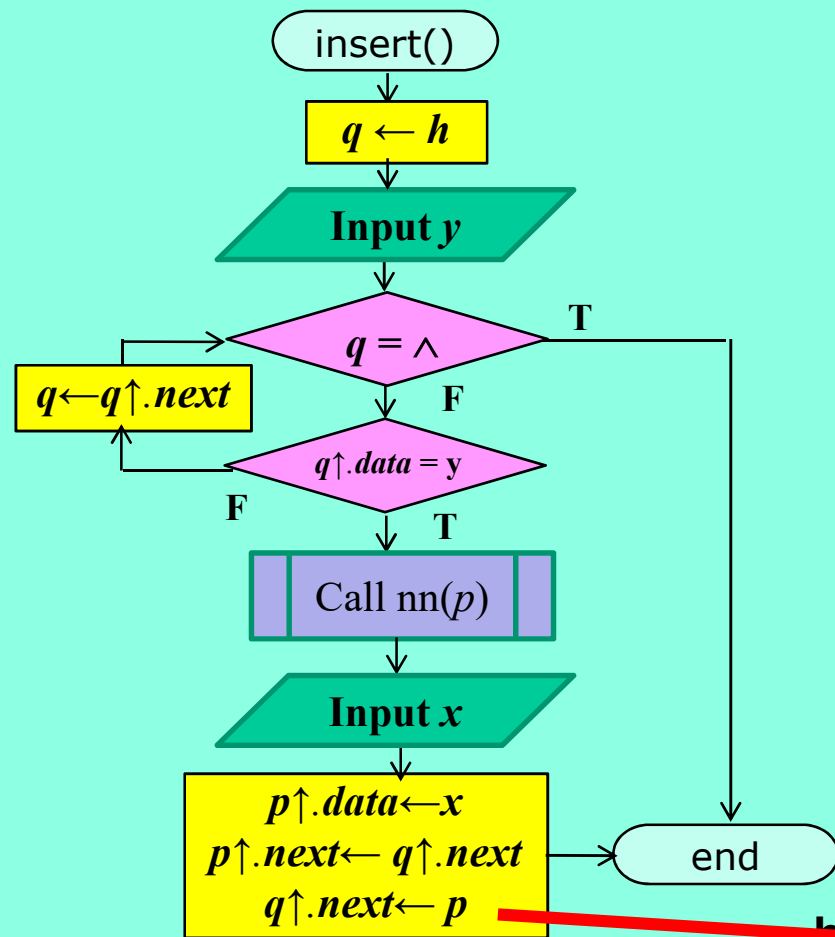 insert()
q ← h
Input y
q = ∧
T
q←q↑.next
F
q↑.data = y
F
T
Call nn(p)
Input x
p↑.data←x
p↑.next← q↑.next
q↑.next← p
end